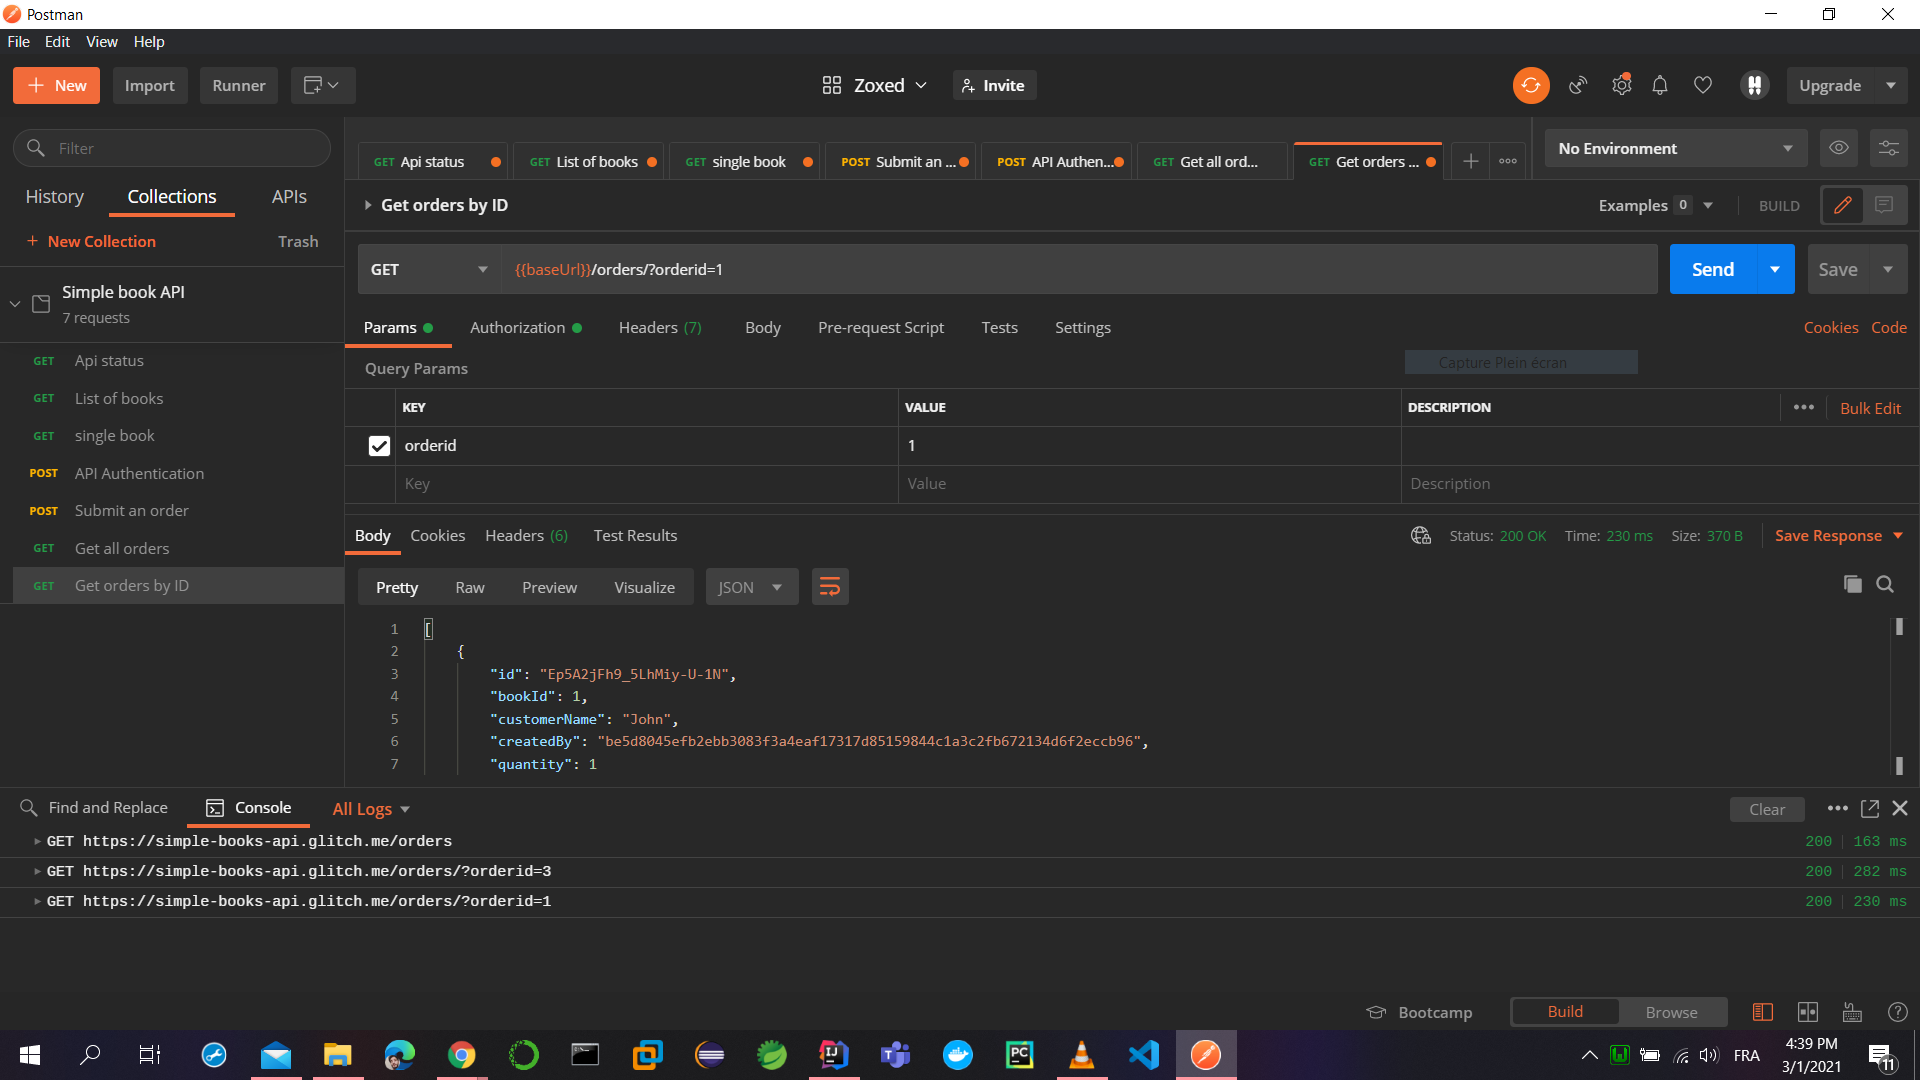 Postman
File Edit View Help
New Import Runner Zoxed Invite Upgrade
Filter
History Collections APIs
+ New Collection Trash
Simple book API
7 requests
GET Api status
GET List of books
GET single book
POST API Authentication
POST Submit an order
GET Get all orders
GET Get orders by ID
GET Api status GET List of books GET single book POST Submit an ... POST API Authen... GET Get all ord... GET Get orders ...
No Environment
Get orders by ID Examples 0 BUILD
GET {{baseUrl}}/orders/?orderid=1 Send Save
Params Authorization Headers (7) Body Pre-request Script Tests Settings Cookies Code
Capture Plein écran
Query Params
KEY VALUE DESCRIPTION Bulk Edit
orderid 1
Key Value Description
Body Cookies Headers (6) Test Results Status: 200 OK Time: 230 ms Size: 370 B Save Response
Pretty Raw Preview Visualize JSON
1 [
2 {
3 "id": "Ep5A2jFh9_5LhMiy-U-1N",
4 "bookId": 1,
5 "customerName": "John",
6 "createdBy": "be5d8045efb2ebb3083f3a4eaf17317d85159844c1a3c2fb672134d6f2eccb96",
7 "quantity": 1
Find and Replace Console All Logs Clear
GET https://simple-books-api.glitch.me/orders 200 163 ms
GET https://simple-books-api.glitch.me/orders/?orderid=3 200 282 ms
GET https://simple-books-api.glitch.me/orders/?orderid=1 200 230 ms
Bootcamp Build Browse
FRA
4:39 PM
3/1/2021
11